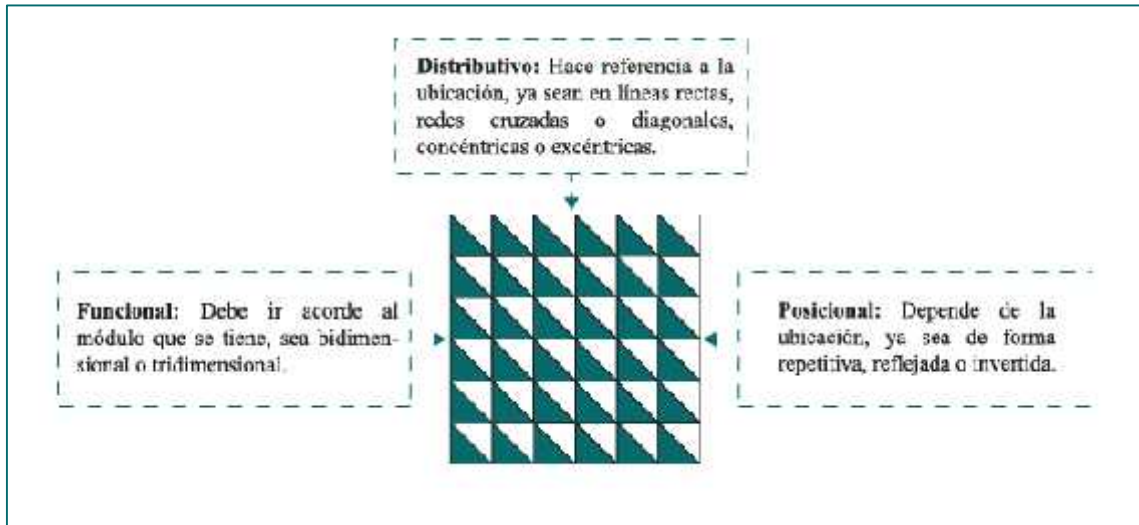 Distributivo: Hace referencia a la
ubicación, ya sean en líneas rectas,
redes cruzadas o diagonales,
concéntricas o excéntricas.
Funcional: Debe ir acorde al
módulo que se tiene, sea bidimen-
sional o tridimensional.
Posicional: Depende de la
ubicación, ya sea de forma
repetitiva, reflejada o invertida.